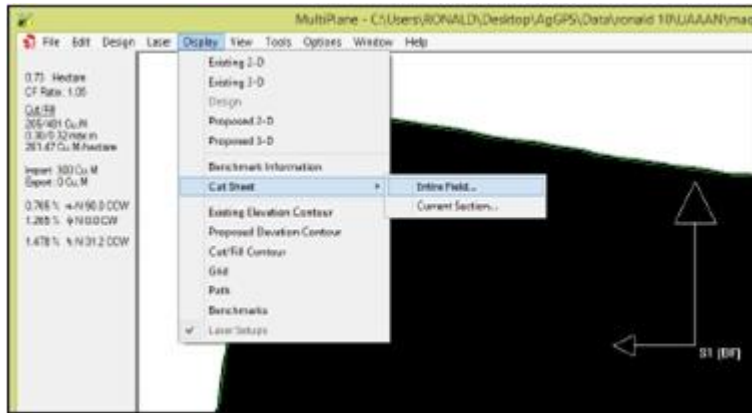 MultiPlane - C:\Users\RONALD\Desktop\AgGPS\Data\ronald 10\UAAAN\mac
File Edit Design Laser Display View Tools Options Window Help
0.73 Hectare
CF Ratio: 1.05
Cut/Fill
Import: 300 Cu.M
Export: 0 Cu.M
Existing 2-D
Existing 3-D
Design
Proposed 2-D
Proposed 3-D
Benchmark Information
Cut Sheet
Entire Field...
Current Section...
Existing Elevation Contour
Proposed Elevation Contour
Cut/Fill Contour
Grid
Path
Benchmarks
Laser Setups
S1 [BF]